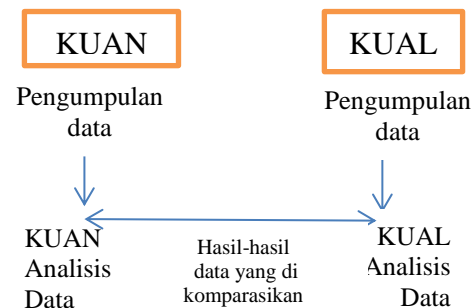 KUAN
KUAL
Pengumpulan
data
Pengumpulan
data
KUAN
Analisis
Data
Hasil-hasil
data yang di
komparasikan
KUAL
Analisis
Data